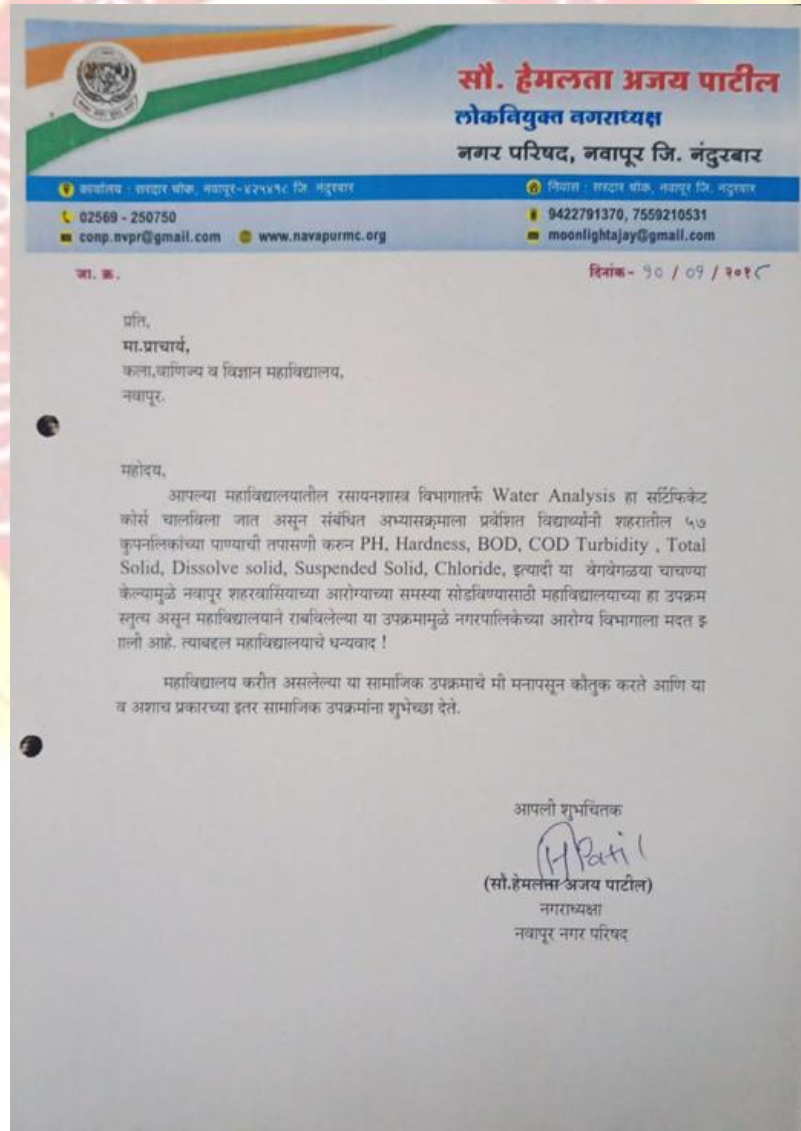 सौ. हेमलता अजय पाटील
लोकनियुक्त नगराध्यक्ष
नगर परिषद, नवापूर जि. नंदुरबार
कार्यालय : सरदार चौक, नवापूर-४२५४१८ जि. नंदुरबार
निवास : सरदार चौक, नवापूर जि. नंदुरबार
02569 - 250750
9422791370, 7559210531
conp.nvpr@gmail.com www.navapurmc.org
moonlightajay@gmail.com
जा. क्र.
दिनांक- १० / ०१ / २०१८
प्रति,
मा.प्राचार्य,
कला,वाणिज्य व विज्ञान महाविद्यालय,
नवापूर.
महोदय,
आपल्या महाविद्यालयातील रसायनशास्त्र विभागातर्फे Water Analysis हा सर्टिफिकेट
कोर्स चालविला जात असून संबंधित अभ्यासक्रमाला प्रवेशित विद्यार्थ्यांनी शहरातील ५७
कुपनलिकांच्या पाण्याची तपासणी करुन PH, Hardness, BOD, COD Turbidity , Total
Solid, Dissolve solid, Suspended Solid, Chloride, इत्यादी या वेगवेगळया चाचण्या
केल्यामुळे नवापूर शहरवासियाच्या आरोग्याच्या समस्या सोडविण्यासाठी महाविद्यालयाच्या हा उपक्रम
स्तुत्य असून महाविद्यालयाने राबविलेल्या या उपक्रमामुळे नगरपालिकेच्या आरोग्य विभागाला मदत झ
ाली आहे. त्याबद्दल महाविद्यालयाचे धन्यवाद !
महाविद्यालय करीत असलेल्या या सामाजिक उपक्रमाचे मी मनापसून कौतुक करते आणि या
व अशाच प्रकारच्या इतर सामाजिक उपक्रमांना शुभेच्छा देते.
आपली शुभचिंतक
HPatil
(सौ.हेमलत्ता अजय पाटील)
नगराध्यक्षा
नवापूर नगर परिषद